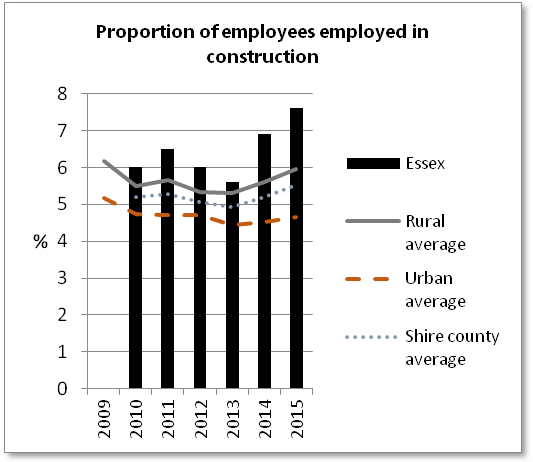 Proportion of employees employed in
construction
8
7
6
5
4
3
2
1
0
%
2009
2010
2011
2012
2013
2014
2015
Essex
Rural
average
Urban
average
Shire county
average